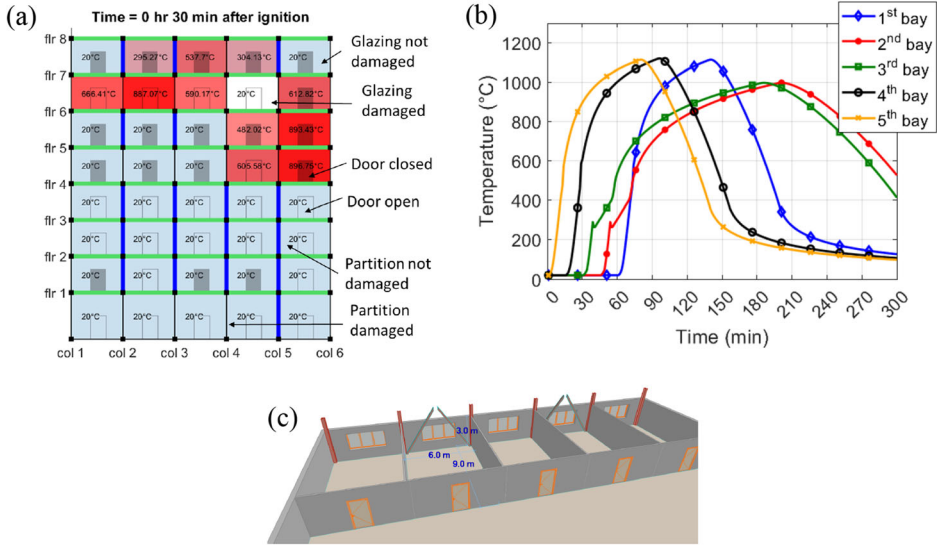 (a)
Time = 0 hr 30 min after ignition
flr 8
20°C 295.27°C 537.7°C 304.13°C 20°C
Glazing not
damaged
flr 7
666.41°C 887.07°C 590.17°C 20°C 612.82°C
Glazing
damaged
flr 6
20°C 20°C 20°C 482.02°C 893.43°C
flr 5
20°C 20°C 20°C 605.56°C 896.75°C
Door closed
flr 4
20°C 20°C 20°C 20°C 20°C
Door open
flr 3
20°C 20°C 20°C 20°C 20°C
flr 2
20°C 20°C 20°C 20°C 20°C
Partition not
damaged
flr 1
20°C 20°C 20°C 20°C 20°C
Partition
damaged
col 1 col 2 col 3 col 4 col 5 col 6
(b)
1st bay
2nd bay
3rd bay
4th bay
5th bay
Temperature (°C)
1200
1000
800
600
400
200
0
0 30 60 90 120 150 180 210 240 270 300
Time (min)
(c)
3.0 m
6.0 m
9.0 m